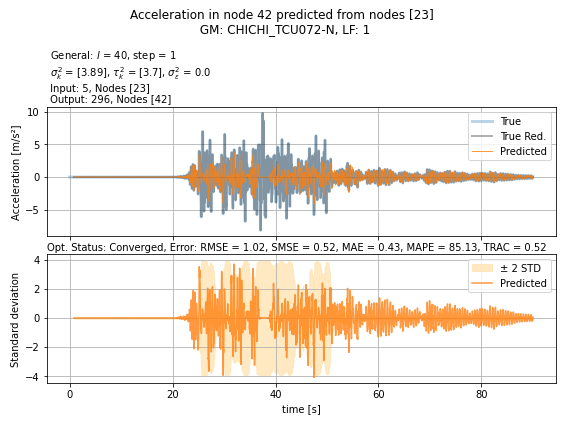 Acceleration in node 42 predicted from nodes [23]
GM: CHICHI_TCU072-N, LF: 1
General: l = 40, step = 1
σ²ₖ = [3.89], τ²ₖ = [3.7], σ²ε = 0.0
Input: 5, Nodes [23]
Output: 296, Nodes [42]
10
5
0
−5
Acceleration [m/s²]
True
True Red.
Predicted
Opt. Status: Converged, Error: RMSE = 1.02, SMSE = 0.52, MAE = 0.43, MAPE = 85.13, TRAC = 0.52
4
2
0
−2
−4
Standard deviation
± 2 STD
Predicted
0 20 40 60 80
time [s]